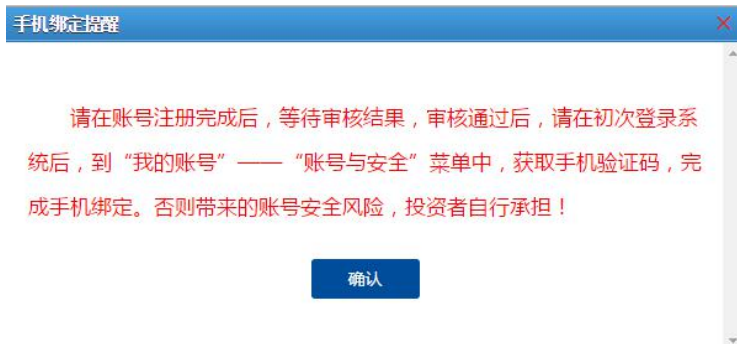 手机绑定提醒
请在账号注册完成后，等待审核结果，审核通过后，请在初次登录系
统后，到“我的账号”——“账号与安全”菜单中，获取手机验证码，完
成手机绑定。否则带来的账号安全风险，投资者自行承担！
确认